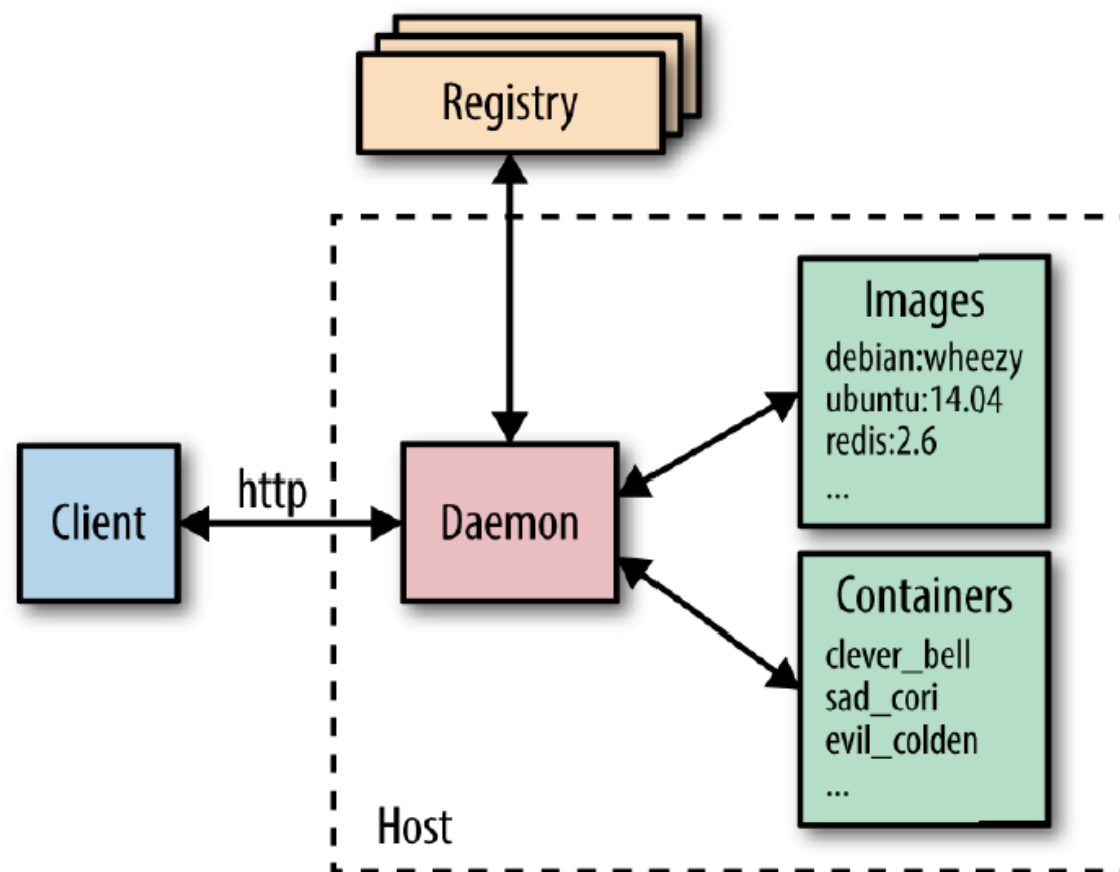 Registry
Images
debian:wheezy
ubuntu:14.04
redis:2.6
...
Client
http
Daemon
Containers
clever_bell
sad_cori
evil_colden
...
Host